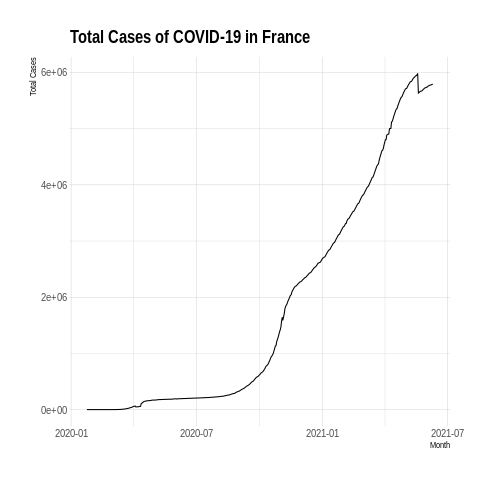 Total Cases of COVID-19 in France
Total Cases
6e+06
4e+06
2e+06
0e+00
2020-01 2020-07 2021-01 2021-07
Month